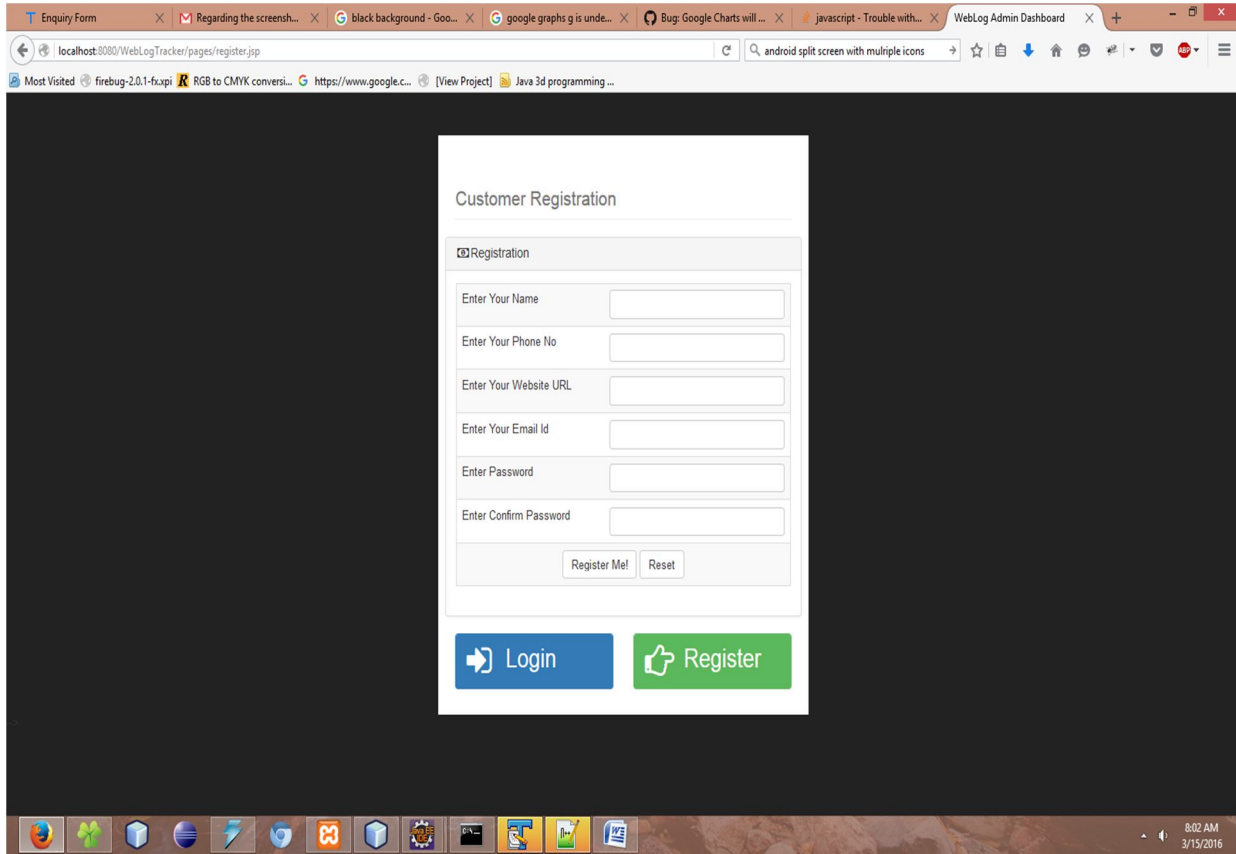 Enquiry Form
Regarding the screensh...
black background - Goo...
google graphs g is unde...
Bug: Google Charts will ...
javascript - Trouble with...
WebLog Admin Dashboard
localhost:8080/WebLogTracker/pages/register.jsp
android split screen with mulriple icons
ABP
Most Visited
firebug-2.0.1-fx.xpi
RGB to CMYK conversi...
https://www.google.c...
[View Project]
Java 3d programming ...
Customer Registration
Registration
Enter Your Name
Enter Your Phone No
Enter Your Website URL
Enter Your Email Id
Enter Password
Enter Confirm Password
Register Me! Reset
Login
Register
-->
8:02 AM
3/15/2016